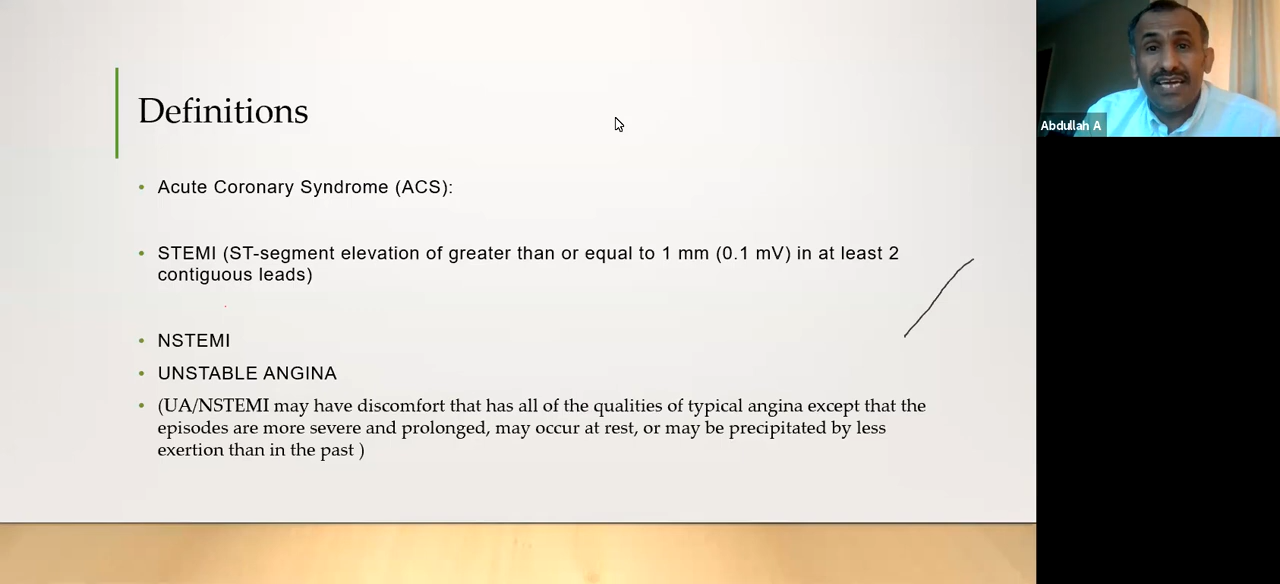 Definitions
• Acute Coronary Syndrome (ACS):
• STEMI (ST-segment elevation of greater than or equal to 1 mm (0.1 mV) in at least 2
contiguous leads)
• NSTEMI
• UNSTABLE ANGINA
• (UA/NSTEMI may have discomfort that has all of the qualities of typical angina except that the
episodes are more severe and prolonged, may occur at rest, or may be precipitated by less
exertion than in the past )
Abdullah A